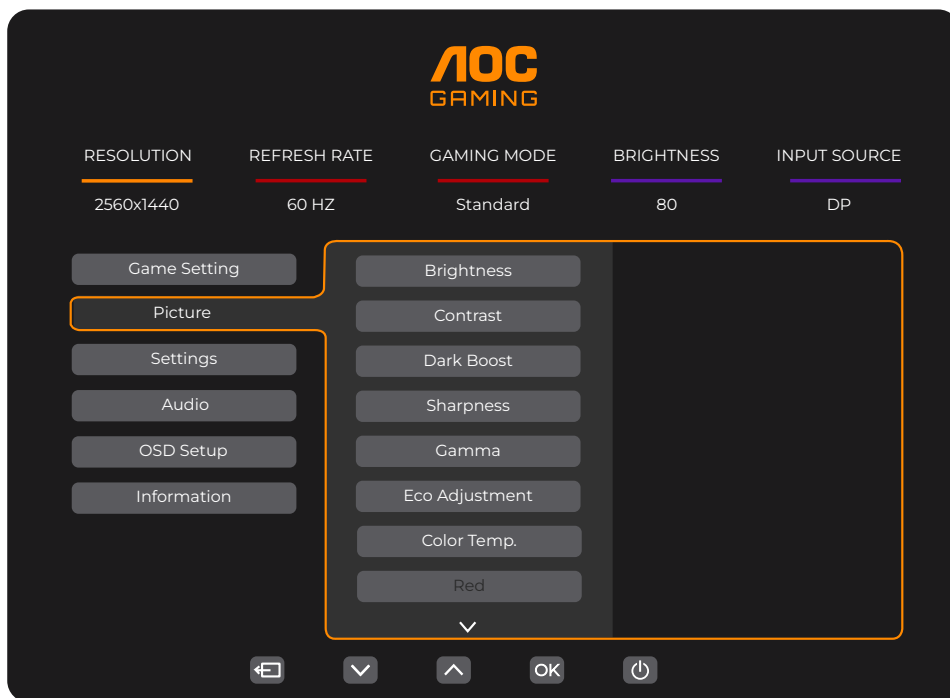 AOC
GAMING
RESOLUTION REFRESH RATE GAMING MODE BRIGHTNESS INPUT SOURCE
2560x1440 60 HZ Standard 80 DP
Game Setting
Picture
Settings
Audio
OSD Setup
Information
Brightness
Contrast
Dark Boost
Sharpness
Gamma
Eco Adjustment
Color Temp.
Red
OK